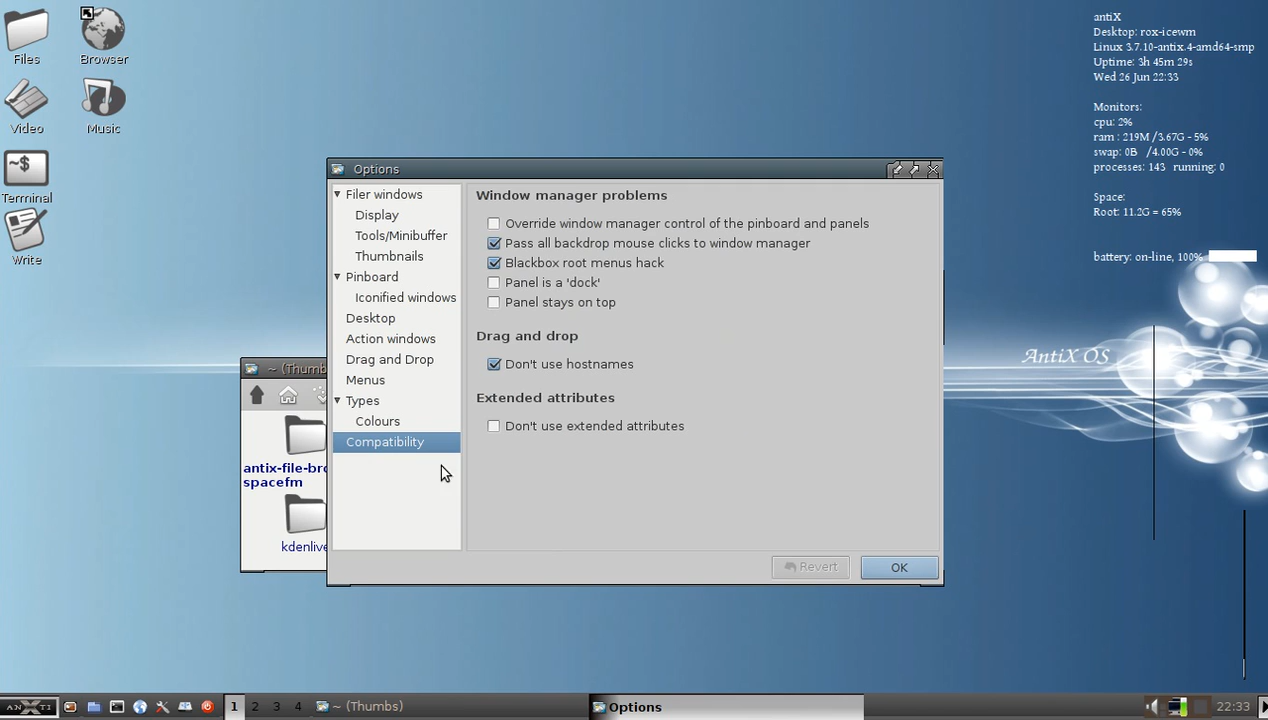 Files
Browser
Video
Music
~$
Terminal
Write
antiX
Desktop: rox-icewm
Linux 3.7.10-antix.4-amd64-smp
Uptime: 3h 45m 29s
Wed 26 Jun 22:33
Monitors:
cpu: 2%
ram : 219M /3.67G - 5%
swap: 0B /4.00G - 0%
processes: 143 running: 0
Space:
Root: 11.2G = 65%
battery: on-line, 100%
AntiX OS
~ (Thumb
antix-file-bro
spacefm
kdenlive
Options
Filer windows
Display
Tools/Minibuffer
Thumbnails
Pinboard
Iconified windows
Desktop
Action windows
Drag and Drop
Menus
Types
Colours
Compatibility
Window manager problems
Override window manager control of the pinboard and panels
Pass all backdrop mouse clicks to window manager
Blackbox root menus hack
Panel is a 'dock'
Panel stays on top
Drag and drop
Don't use hostnames
Extended attributes
Don't use extended attributes
Revert
OK
ANXTI
1 2 3 4
~ (Thumbs)
Options
22:33